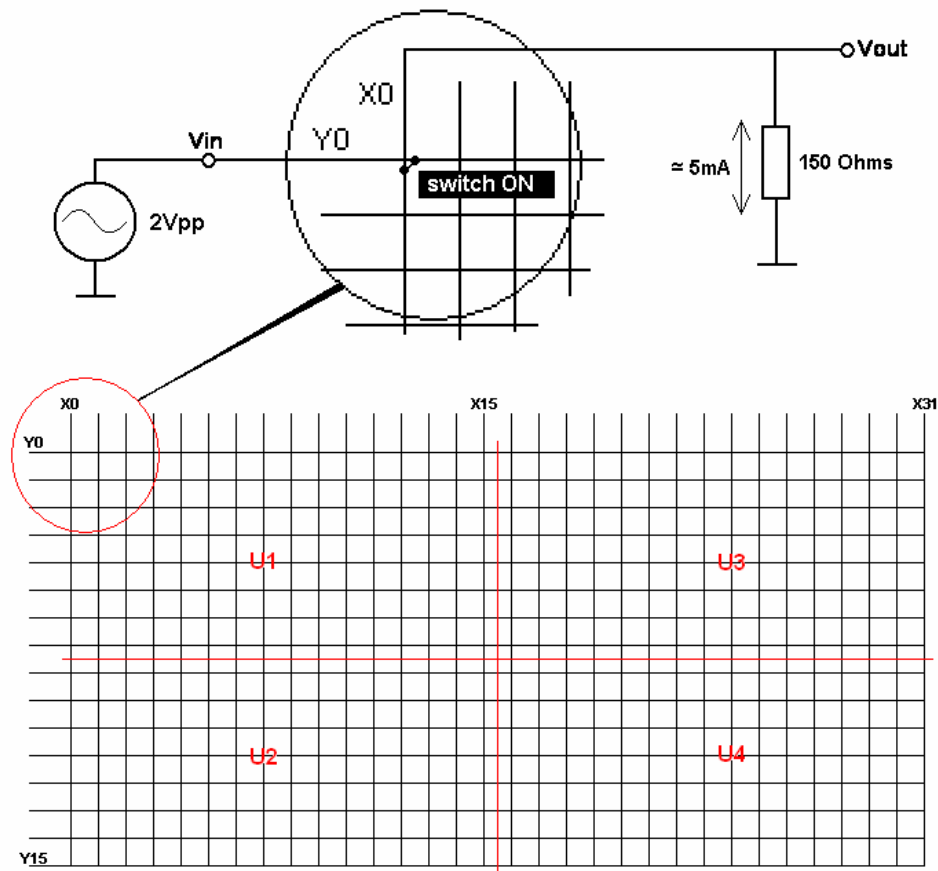 Vout
X0
Vin
Y0
≃ 5mA
150 Ohms
switch ON
2Vpp
X0
X15
X31
Y0
U1
U3
U2
U4
Y15